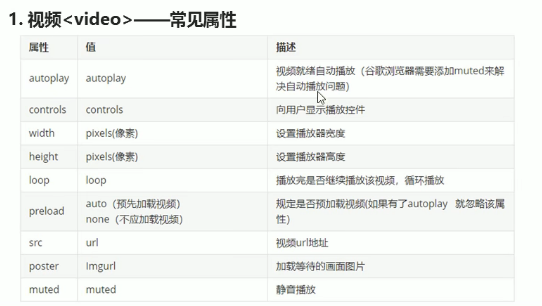 1. 视频<video>——常见属性
属性 值 描述
autoplay autoplay 视频就绪自动播放（谷歌浏览器需要添加muted来解
决自动播放问题）
controls controls 向用户显示播放控件
width pixels(像素) 设置播放器宽度
height pixels(像素) 设置播放器高度
loop loop 播放完是否继续播放该视频，循环播放
preload auto（预先加载视频） 规定是否预加载视频(如果有了autoplay 就忽略该属
none（不应加载视频） 性）
src url 视频url地址
poster Imgurl 加载等待的画面图片
muted muted 静音播放